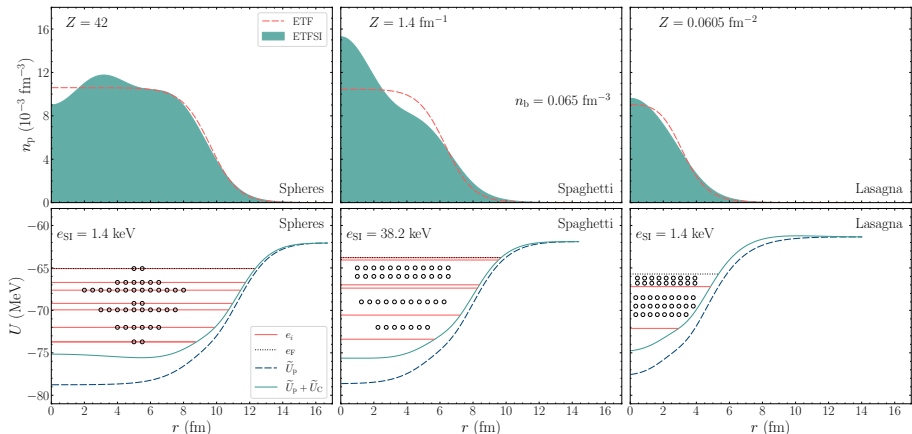 Z = 42
ETF
ETFSI
Spheres
n_p (10⁻³ fm⁻³)
16
12
8
4
0
Z = 1.4 fm⁻¹
n_b = 0.065 fm⁻³
Spaghetti
Z = 0.0605 fm⁻²
Lasagna
Spheres
e_SI = 1.4 keV
U (MeV)
−60
−65
−70
−75
−80
e_i
e_F
Ũ_p
Ũ_p + Ũ_C
0 2 4 6 8 10 12 14 16
r (fm)
Spaghetti
e_SI = 38.2 keV
0 2 4 6 8 10 12 14 16
r (fm)
Lasagna
e_SI = 1.4 keV
0 2 4 6 8 10 12 14 16
r (fm)